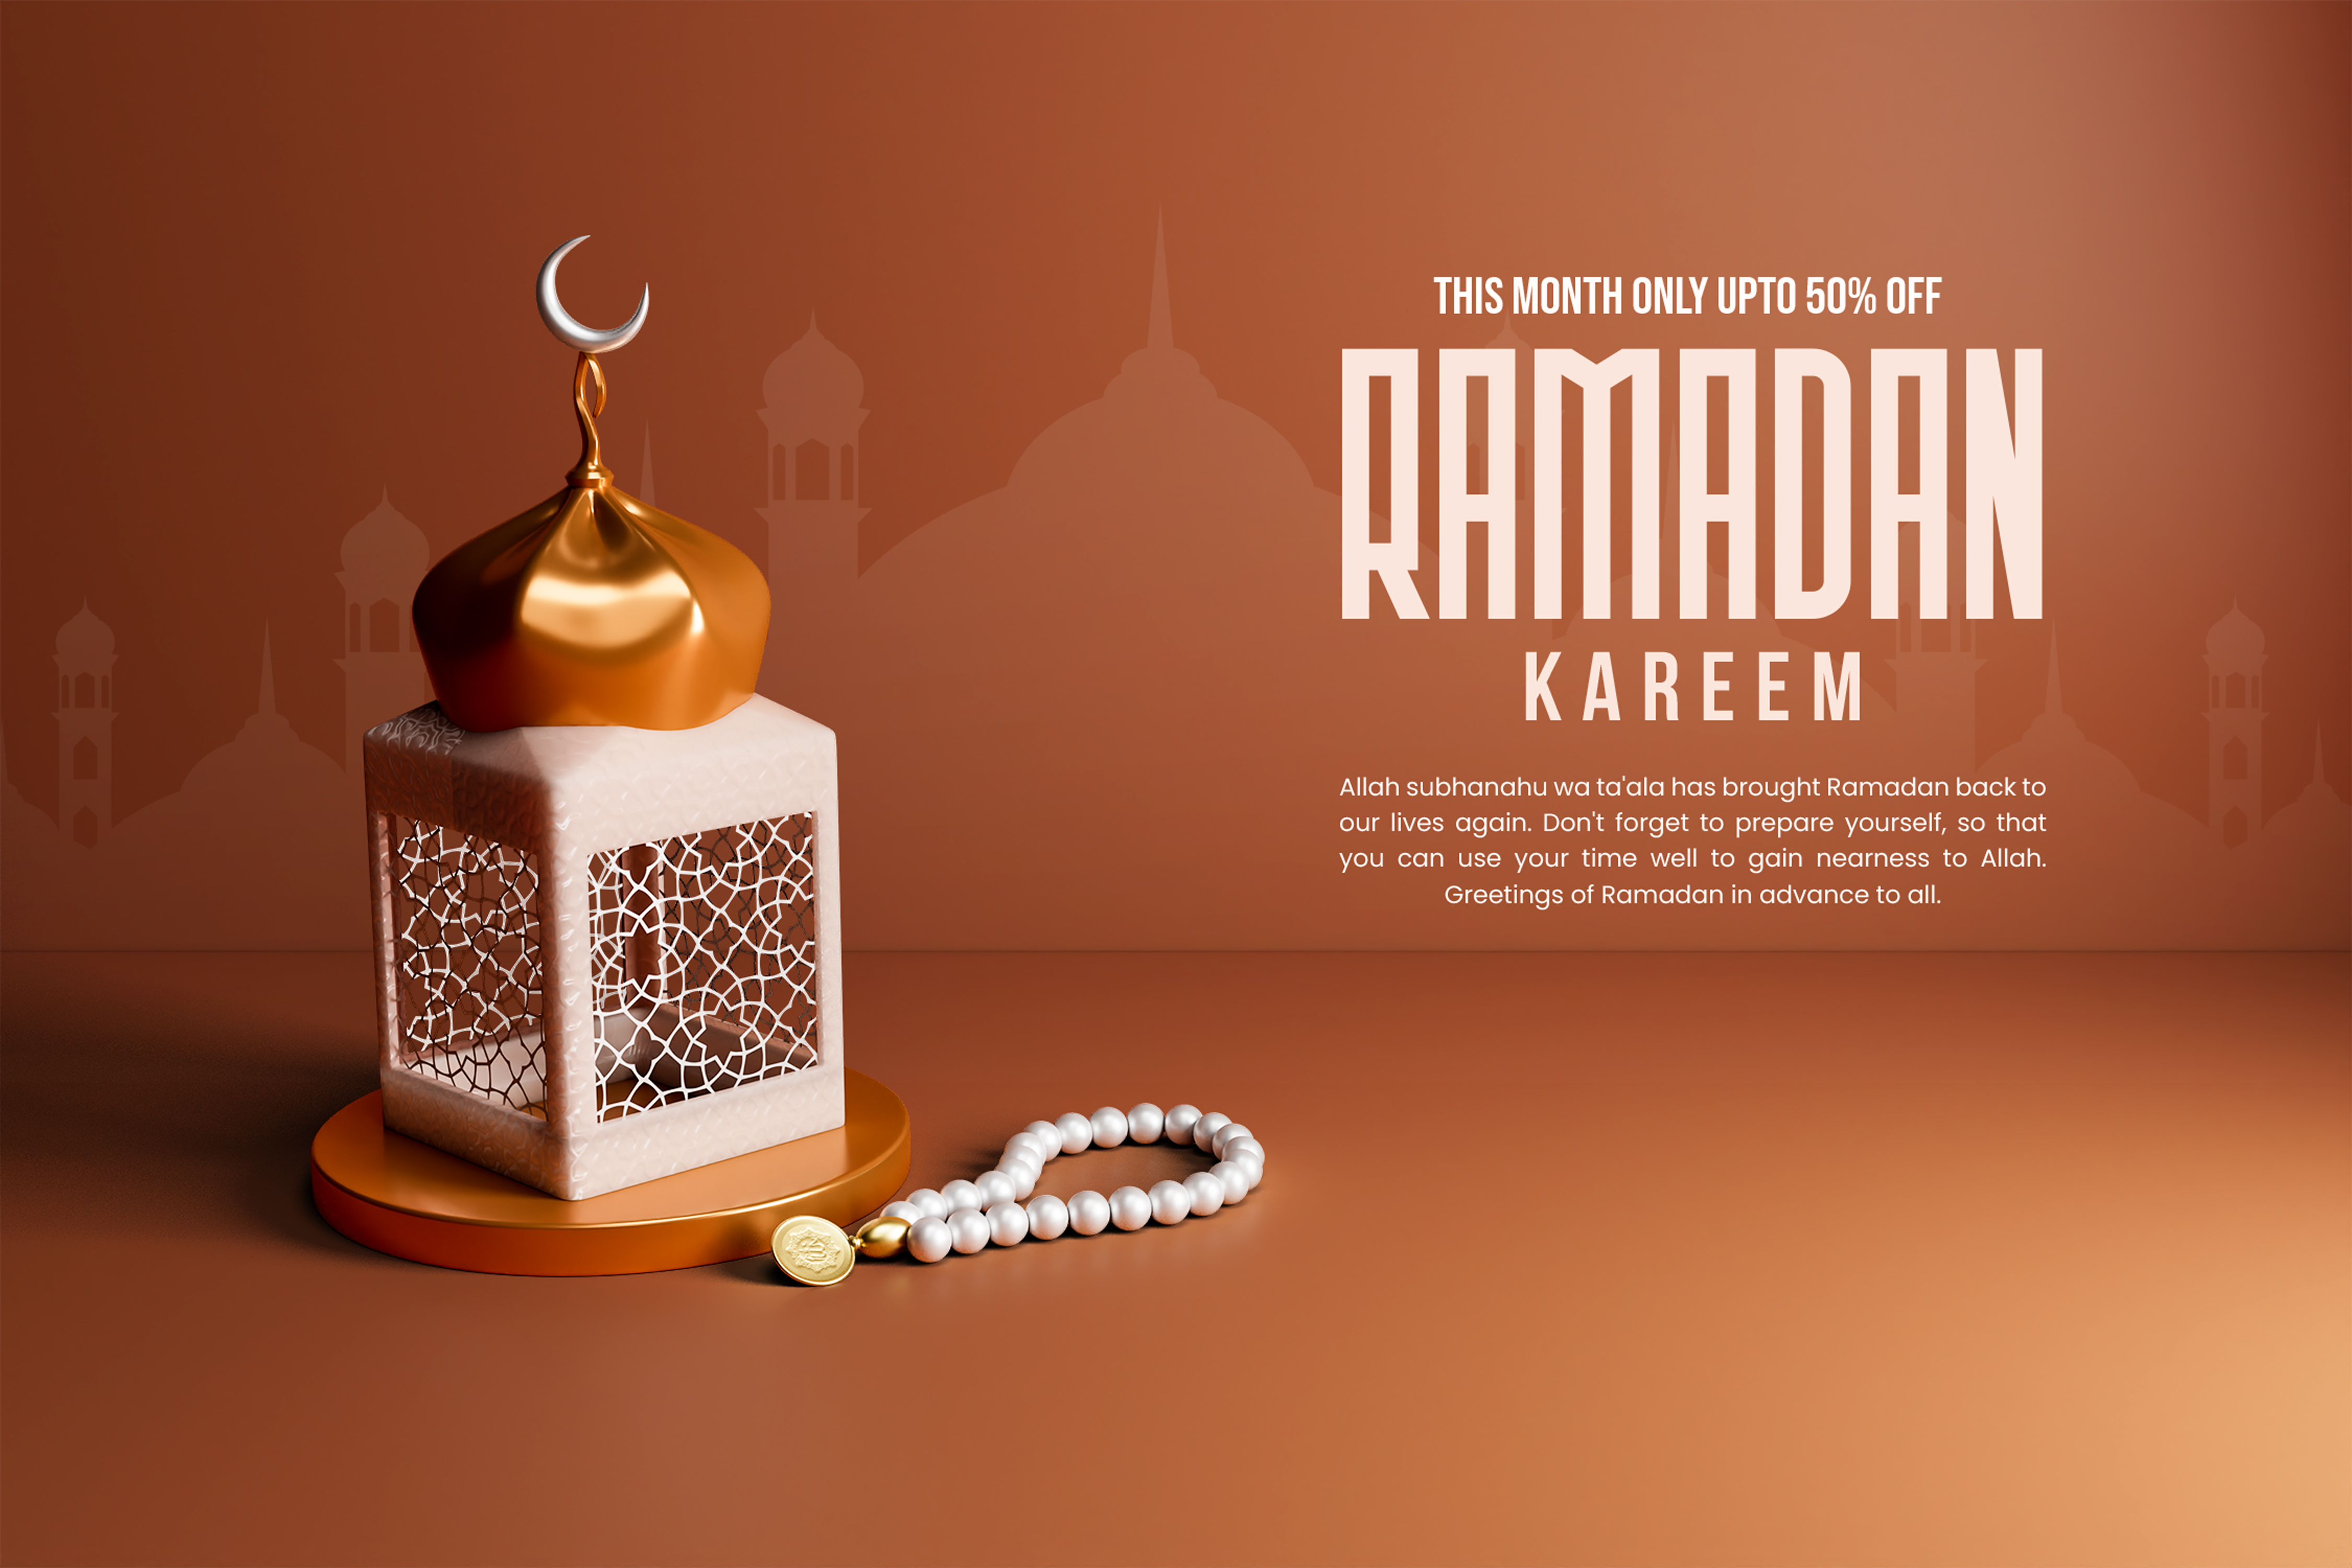 THIS MONTH ONLY UPTO 50% OFF
RAMADAN
KAREEM
Allah subhanahu wa ta'ala has brought Ramadan back to
our lives again. Don't forget to prepare yourself, so that
you can use your time well to gain nearness to Allah.
Greetings of Ramadan in advance to all.